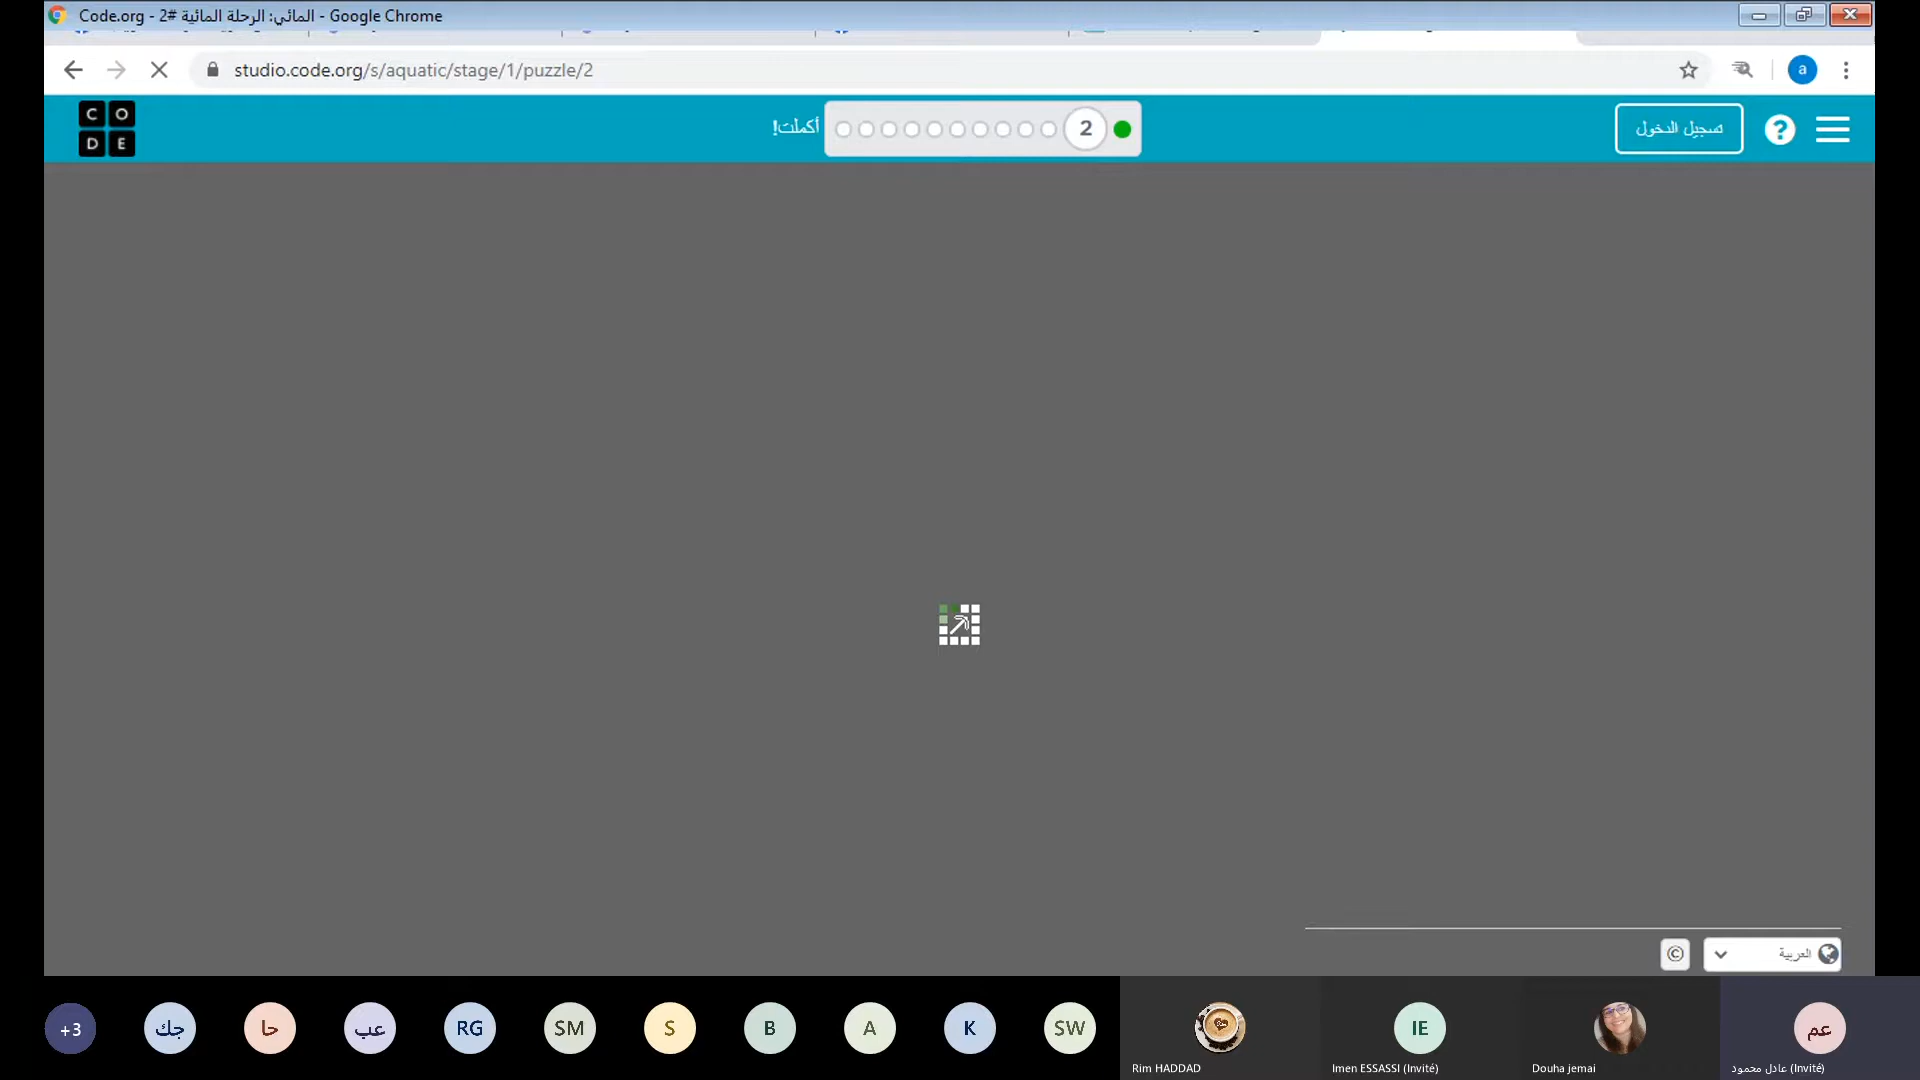 Code.org - المائي: الرحلة المائية #2 - Google Chrome
studio.code.org/s/aquatic/stage/1/puzzle/2
a
C O
D E
أكملت!
2
تسجيل الدخول
?
©
العربية
+3
جك
حا
عب
RG
SM
S
B
A
K
SW
IE
عم
Rim HADDAD
Imen ESSASSI (Invité)
Douha jemai
عادل محمود (Invité)